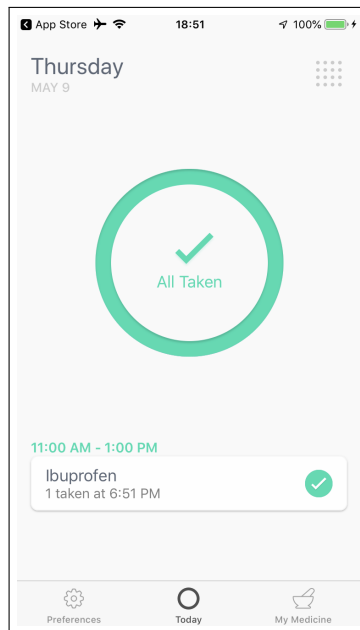 App Store
18:51
100%
Thursday
MAY 9
All Taken
11:00 AM - 1:00 PM
Ibuprofen
1 taken at 6:51 PM
Preferences
Today
My Medicine